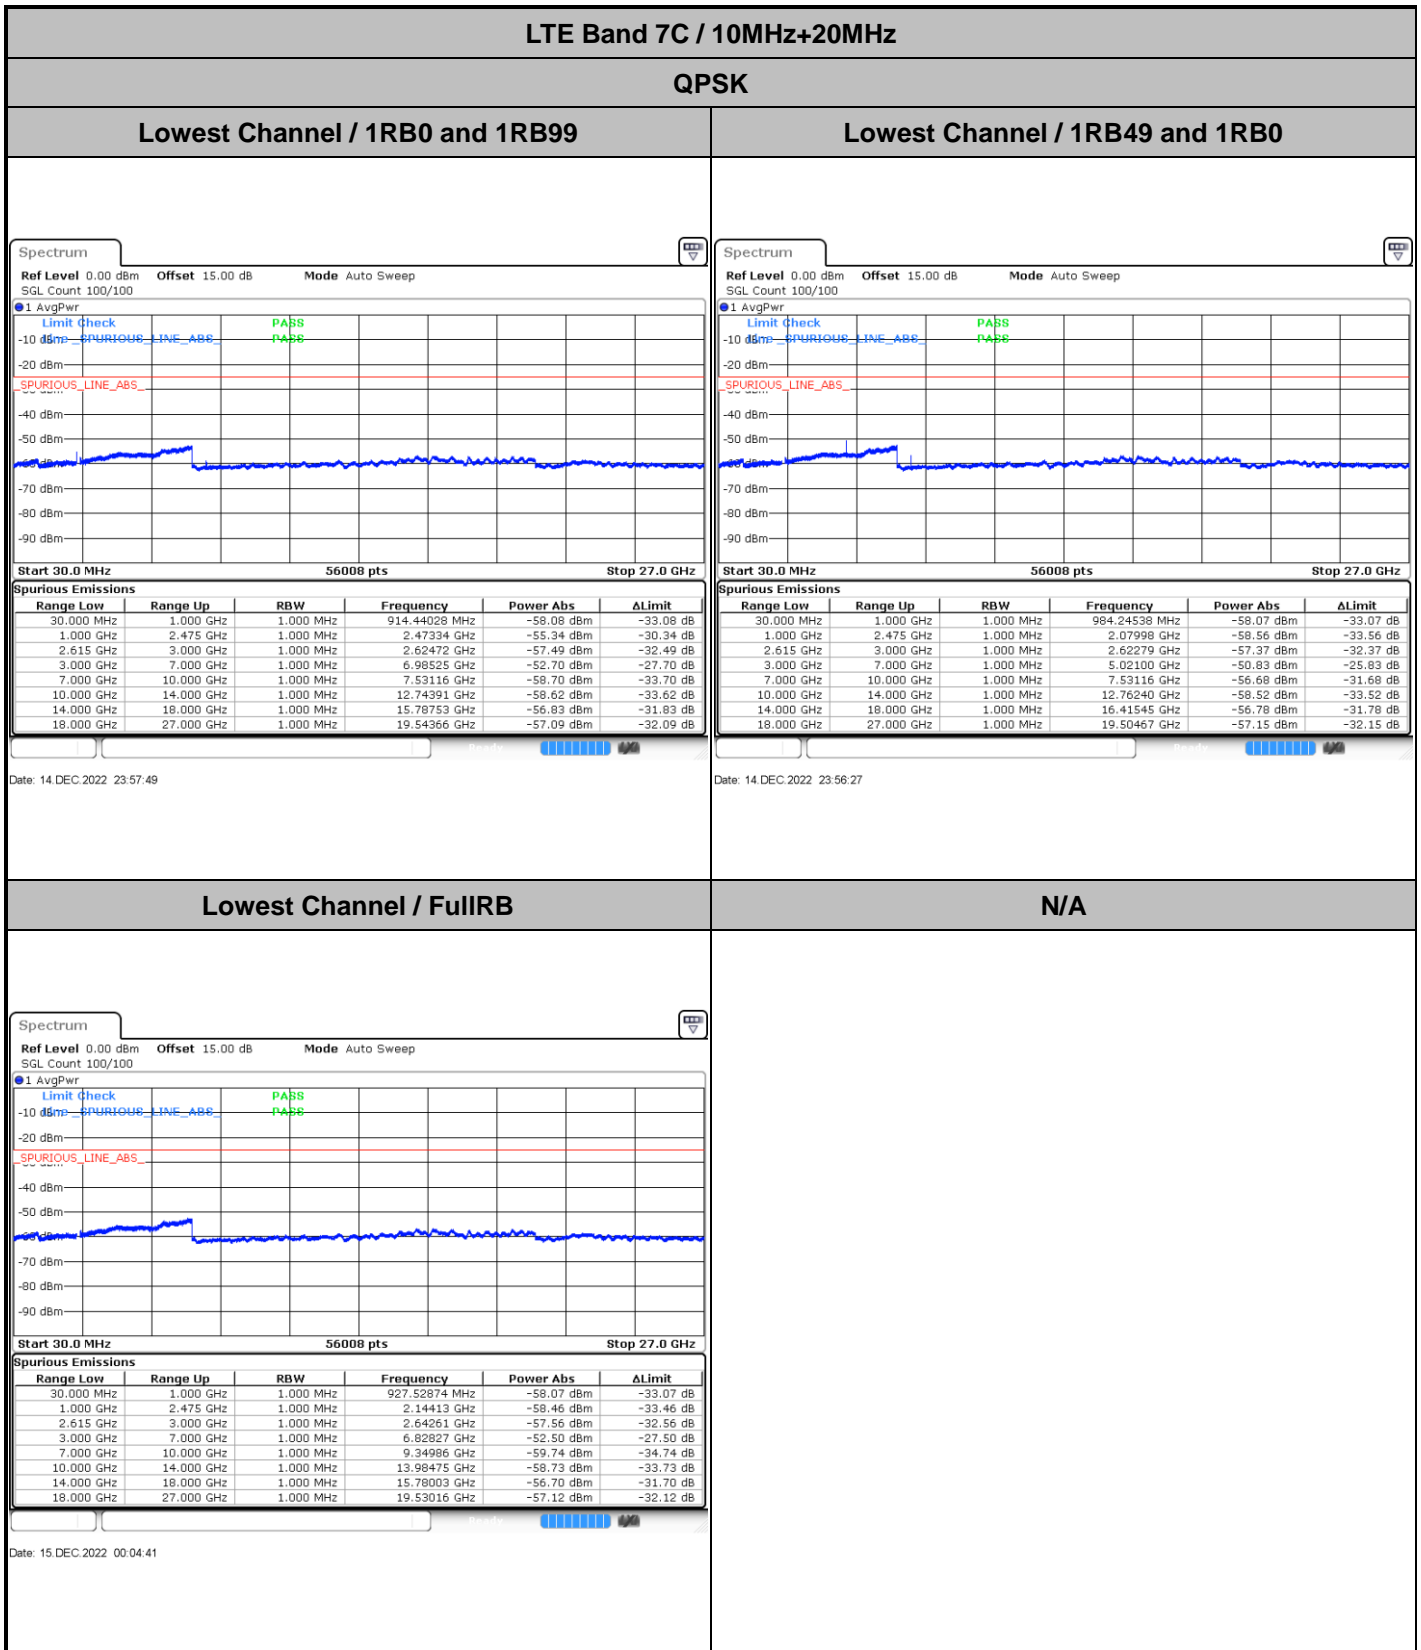 LTE Band 7C / 10MHz+20MHz
QPSK
Lowest Channel / 1RB0 and 1RB99
Lowest Channel / 1RB49 and 1RB0
Spectrum
Ref Level 0.00 dBm Offset 15.00 dB Mode Auto Sweep
SGL Count 100/100
1 AvgPwr
Limit Check PASS
Line _SPURIOUS_LINE_ABS_ PASS
-10 dBm
-20 dBm
_SPURIOUS_LINE_ABS_
-40 dBm
-50 dBm
-70 dBm
-80 dBm
-90 dBm
Start 30.0 MHz 56008 pts Stop 27.0 GHz
Spurious Emissions
Range Low Range Up RBW Frequency Power Abs ΔLimit
30.000 MHz 1.000 GHz 1.000 MHz 914.44028 MHz -58.08 dBm -33.08 dB
1.000 GHz 2.475 GHz 1.000 MHz 2.47334 GHz -55.34 dBm -30.34 dB
2.615 GHz 3.000 GHz 1.000 MHz 2.62472 GHz -57.49 dBm -32.49 dB
3.000 GHz 7.000 GHz 1.000 MHz 6.98525 GHz -52.70 dBm -27.70 dB
7.000 GHz 10.000 GHz 1.000 MHz 7.53116 GHz -58.70 dBm -33.70 dB
10.000 GHz 14.000 GHz 1.000 MHz 12.74391 GHz -58.62 dBm -33.62 dB
14.000 GHz 18.000 GHz 1.000 MHz 15.78753 GHz -56.83 dBm -31.83 dB
18.000 GHz 27.000 GHz 1.000 MHz 19.54366 GHz -57.09 dBm -32.09 dB
Ready
Date: 14.DEC.2022 23:57:49
Spectrum
Ref Level 0.00 dBm Offset 15.00 dB Mode Auto Sweep
SGL Count 100/100
1 AvgPwr
Limit Check PASS
Line _SPURIOUS_LINE_ABS_ PASS
-10 dBm
-20 dBm
_SPURIOUS_LINE_ABS_
-40 dBm
-50 dBm
-70 dBm
-80 dBm
-90 dBm
Start 30.0 MHz 56008 pts Stop 27.0 GHz
Spurious Emissions
Range Low Range Up RBW Frequency Power Abs ΔLimit
30.000 MHz 1.000 GHz 1.000 MHz 984.24538 MHz -58.07 dBm -33.07 dB
1.000 GHz 2.475 GHz 1.000 MHz 2.07998 GHz -58.56 dBm -33.56 dB
2.615 GHz 3.000 GHz 1.000 MHz 2.62279 GHz -57.37 dBm -32.37 dB
3.000 GHz 7.000 GHz 1.000 MHz 5.02100 GHz -50.83 dBm -25.83 dB
7.000 GHz 10.000 GHz 1.000 MHz 7.53116 GHz -56.68 dBm -31.68 dB
10.000 GHz 14.000 GHz 1.000 MHz 12.76240 GHz -58.52 dBm -33.52 dB
14.000 GHz 18.000 GHz 1.000 MHz 16.41545 GHz -56.78 dBm -31.78 dB
18.000 GHz 27.000 GHz 1.000 MHz 19.50467 GHz -57.15 dBm -32.15 dB
Ready
Date: 14.DEC.2022 23:56:27
Lowest Channel / FullRB
N/A
Spectrum
Ref Level 0.00 dBm Offset 15.00 dB Mode Auto Sweep
SGL Count 100/100
1 AvgPwr
Limit Check PASS
Line _SPURIOUS_LINE_ABS_ PASS
-10 dBm
-20 dBm
_SPURIOUS_LINE_ABS_
-40 dBm
-50 dBm
-70 dBm
-80 dBm
-90 dBm
Start 30.0 MHz 56008 pts Stop 27.0 GHz
Spurious Emissions
Range Low Range Up RBW Frequency Power Abs ΔLimit
30.000 MHz 1.000 GHz 1.000 MHz 927.52874 MHz -58.07 dBm -33.07 dB
1.000 GHz 2.475 GHz 1.000 MHz 2.14413 GHz -58.46 dBm -33.46 dB
2.615 GHz 3.000 GHz 1.000 MHz 2.64261 GHz -57.56 dBm -32.56 dB
3.000 GHz 7.000 GHz 1.000 MHz 6.82827 GHz -52.50 dBm -27.50 dB
7.000 GHz 10.000 GHz 1.000 MHz 9.34986 GHz -59.74 dBm -34.74 dB
10.000 GHz 14.000 GHz 1.000 MHz 13.98475 GHz -58.73 dBm -33.73 dB
14.000 GHz 18.000 GHz 1.000 MHz 15.78003 GHz -56.70 dBm -31.70 dB
18.000 GHz 27.000 GHz 1.000 MHz 19.53016 GHz -57.12 dBm -32.12 dB
Ready
Date: 15.DEC.2022 00:04:41